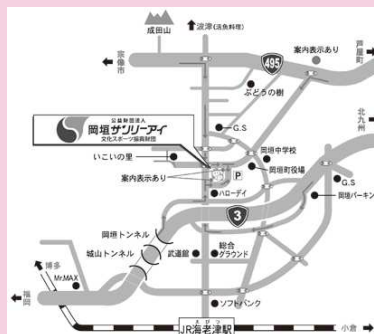 成田山
波津(活魚料理)
495
案内表示あり
芦屋町
宗像市
ぶどうの樹
北九州
公益財団法人
岡垣サンリーアイ
文化スポーツ振興財団
G.S
いこいの里
岡垣中学校
岡垣町役場
案内表示あり
P
ハローデイ
G.S
岡垣パーキング
3
岡垣トンネル
城山トンネル
武道館
総合
グラウンド
博多
Mr.MAX
福岡
ソフトバンク
えびつ
JR海老津駅
小倉